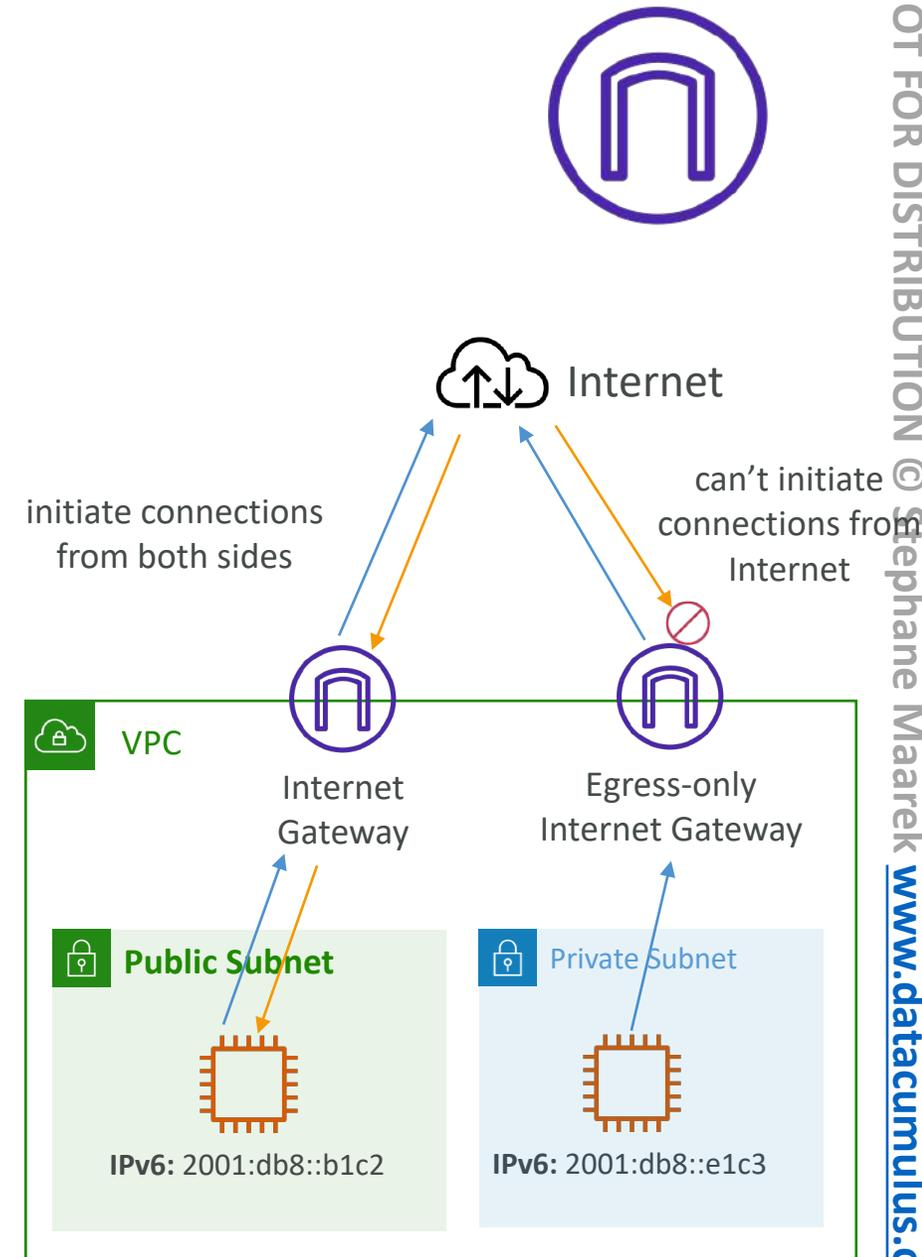 Internet
initiate connections
from both sides
can’t initiate
connections from
Internet
VPC
Internet
Gateway
Egress-only
Internet Gateway
Public Subnet
Private Subnet
IPv6: 2001:db8::b1c2
IPv6: 2001:db8::e1c3
OT FOR DISTRIBUTION © Stephane Maarek www.datacumulus.c